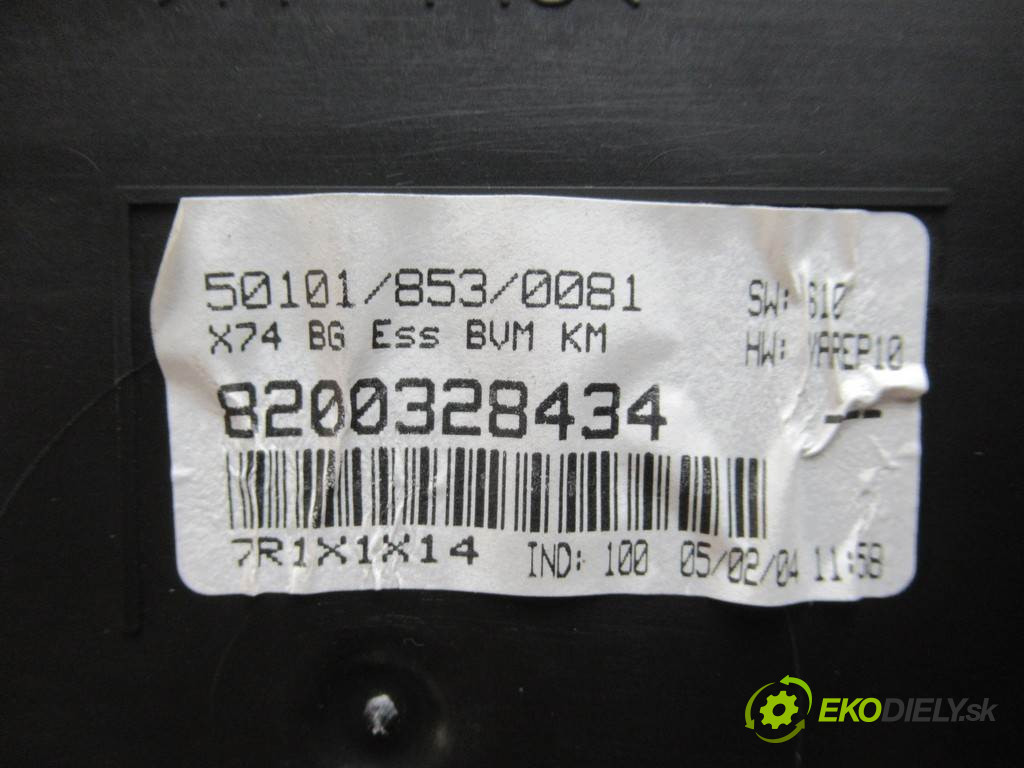 50101/853/0081
SW: 610
X74 BG Ess BVM KM
HW:
8200328434
7R1X1X14 IND: 100 05/02/04 11:58
EKODIELY.sk